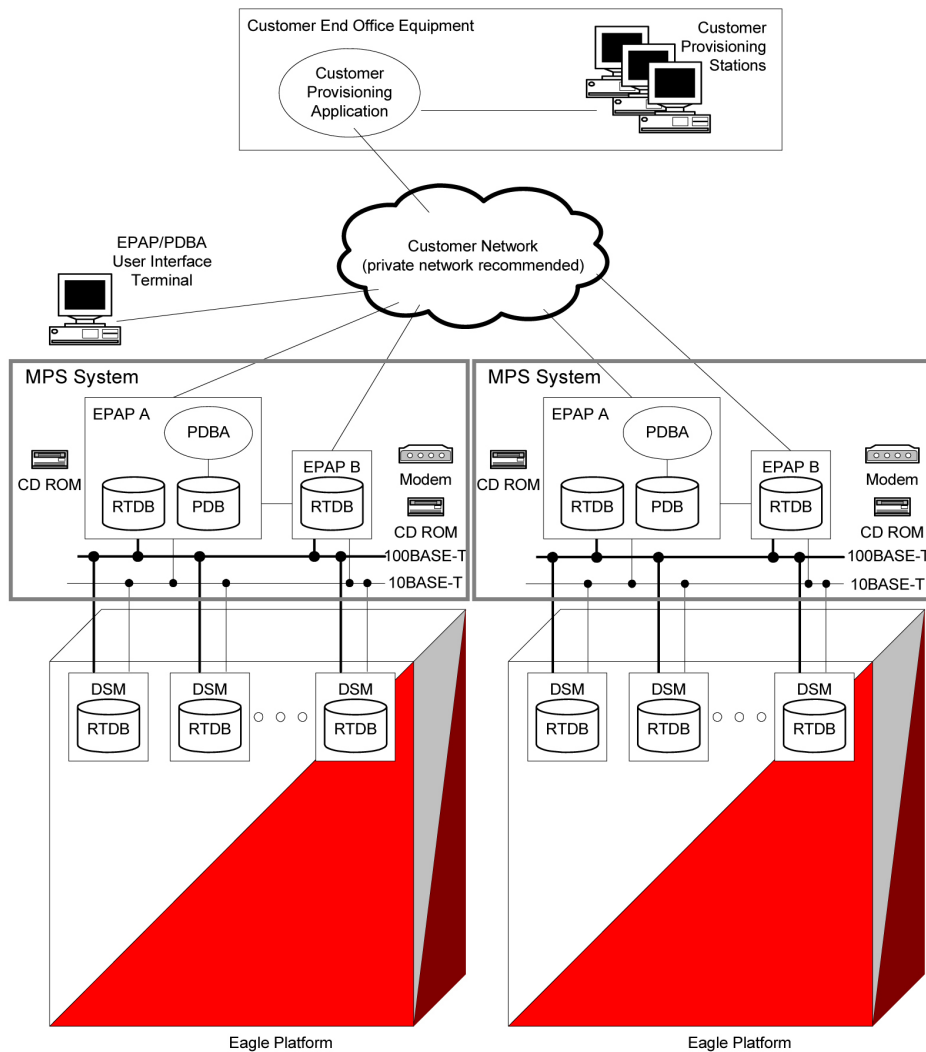 Customer End Office Equipment
Customer
Provisioning
Stations
Customer
Provisioning
Application
Customer Network
(private network recommended)
EPAP/PDBA
User Interface
Terminal
MPS System
EPAP A
PDBA
CD ROM
RTDB
PDB
EPAP B
RTDB
Modem
CD ROM
100BASE-T
10BASE-T
MPS System
EPAP A
PDBA
CD ROM
RTDB
PDB
EPAP B
RTDB
Modem
CD ROM
100BASE-T
10BASE-T
DSM
RTDB
DSM
RTDB
DSM
RTDB
DSM
RTDB
DSM
RTDB
DSM
RTDB
Eagle Platform
Eagle Platform